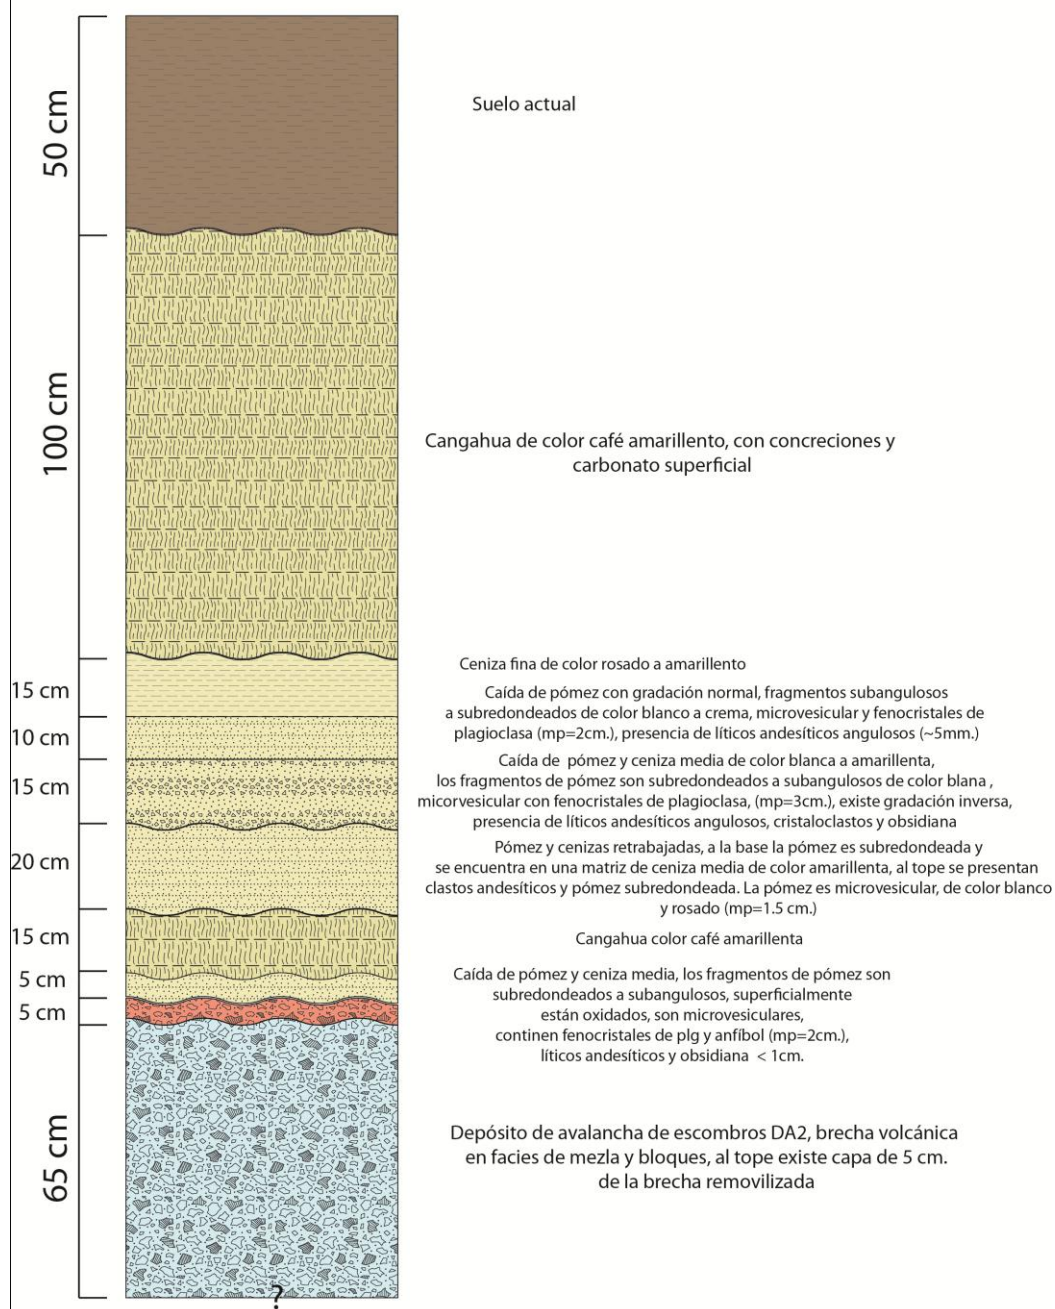 50 cm
Suelo actual
100 cm
Cangahua de color café amarillento, con concreciones y
carbonato superficial
15 cm
Ceniza fina de color rosado a amarillento
10 cm
Caída de pómez con gradación normal, fragmentos subangulosos
a subredondeados de color blanco a crema, microvesicular y fenocristales de
plagioclasa (mp=2cm.), presencia de líticos andesíticos angulosos (~5mm.)
15 cm
Caída de pómez y ceniza media de color blanca a amarillenta,
los fragmentos de pómez son subredondeados a subangulosos de color blana ,
micorvesicular con fenocristales de plagioclasa, (mp=3cm.), existe gradación inversa,
presencia de líticos andesíticos angulosos, cristaloclastos y obsidiana
20 cm
Pómez y cenizas retrabajadas, a la base la pómez es subredondeada y
se encuentra en una matriz de ceniza media de color amarillenta, al tope se presentan
clastos andesíticos y pómez subredondeada. La pómez es microvesicular, de color blanco
y rosado (mp=1.5 cm.)
15 cm
Cangahua color café amarillenta
5 cm
Caída de pómez y ceniza media, los fragmentos de pómez son
subredondeados a subangulosos, superficialmente
están oxidados, son microvesiculares,
continen fenocristales de plg y anfíbol (mp=2cm.),
líticos andesíticos y obsidiana < 1cm.
5 cm
65 cm
Depósito de avalancha de escombros DA2, brecha volcánica
en facies de mezla y bloques, al tope existe capa de 5 cm.
de la brecha removilizada
?